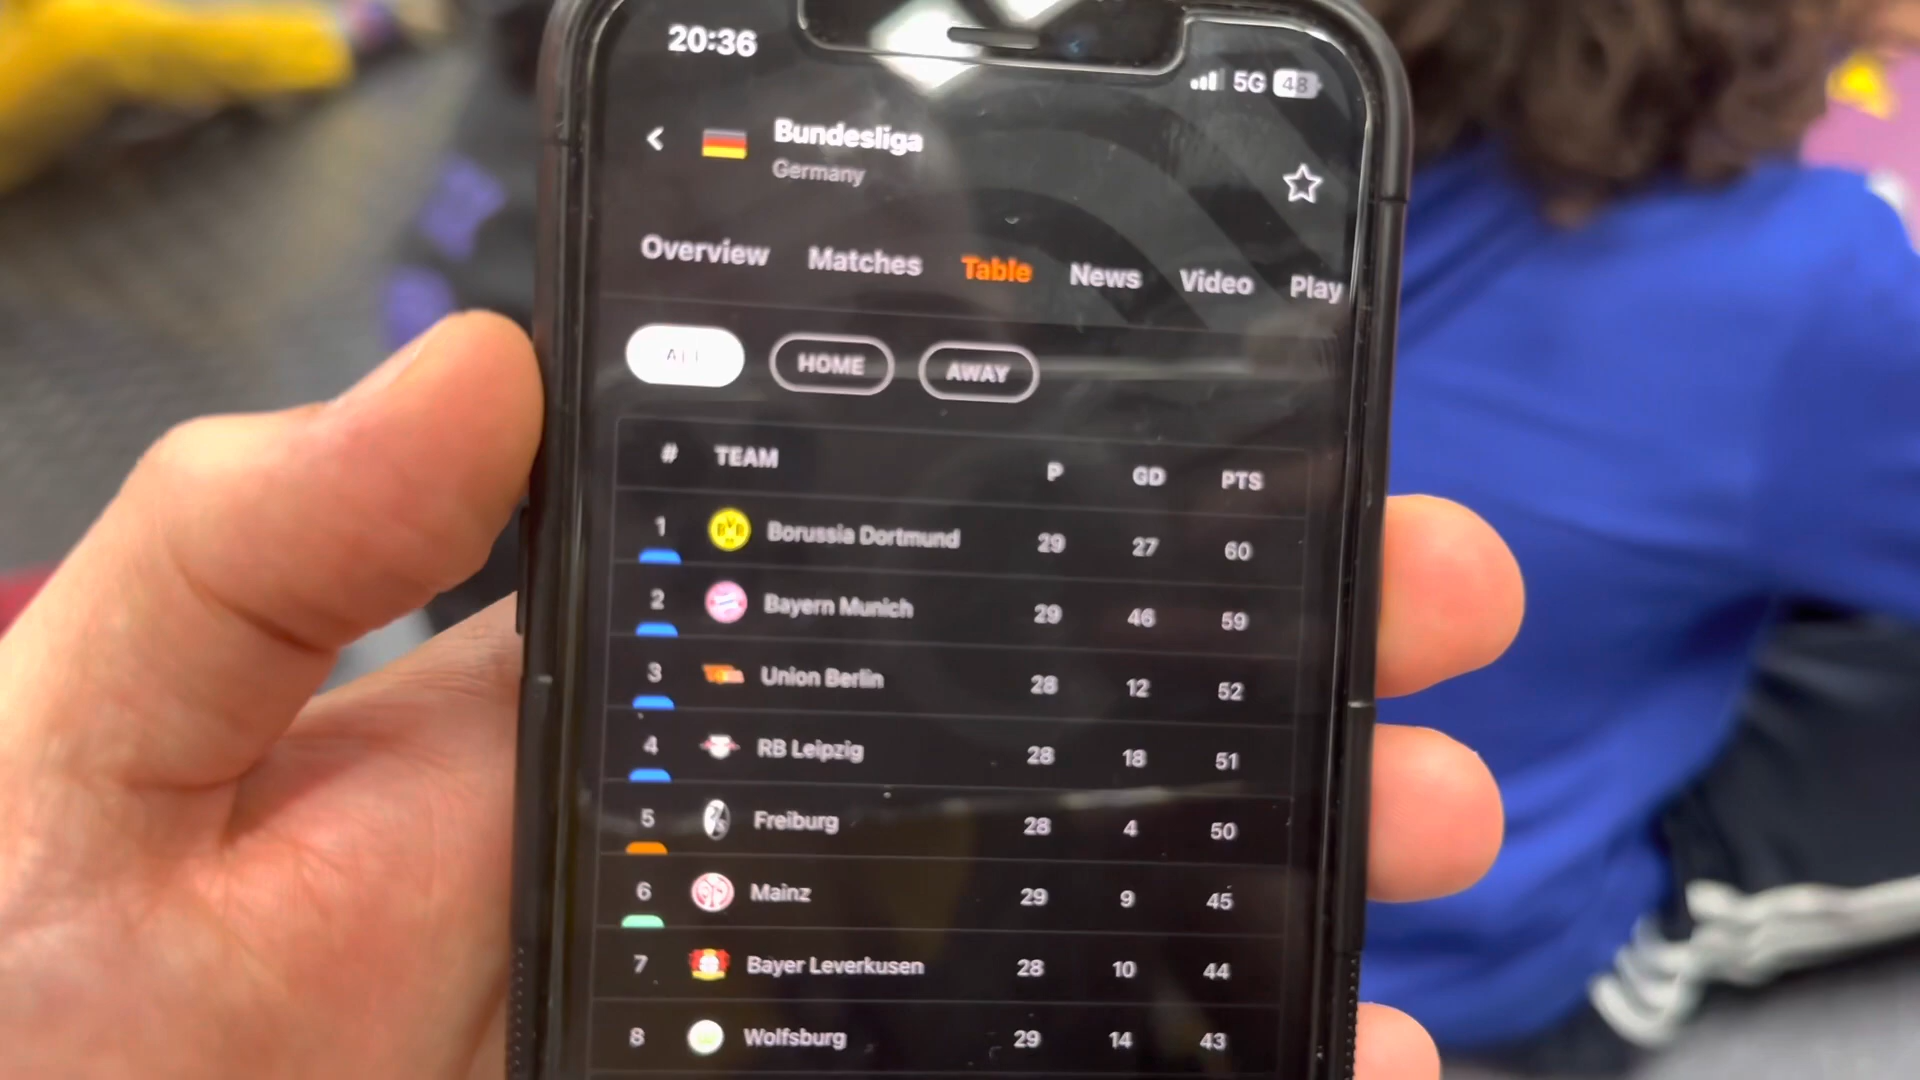 20:36
5G 48
Bundesliga
Germany
Overview Matches Table News Video Play
ALL HOME AWAY
# TEAM P GD PTS
1 BVB Borussia Dortmund 29 27 60
2 Bayern Munich 29 46 59
3 Union Berlin 28 12 52
4 RB Leipzig 28 18 51
5 Freiburg 28 4 50
6 Mainz 29 9 45
7 Bayer Leverkusen 28 10 44
8 Wolfsburg 29 14 43